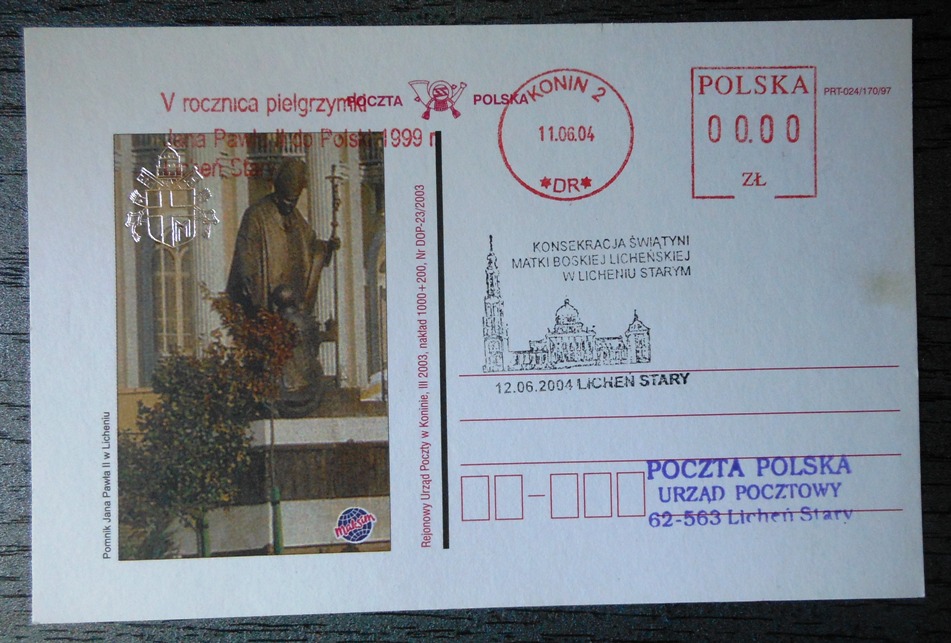 V rocznica pielgrzymki
Jana Pawła II do Polski 1999 r
Licheń Stary
POCZTA POLSKA
KONIN 2
11.06.04
*DR*
POLSKA
00.00
ZŁ
PRT-024/170/97
KONSEKRACJA ŚWIĄTYNI
MATKI BOSKIEJ LICHEŃSKIEJ
W LICHENIU STARYM
12.06.2004 LICHEŃ STARY
Pomnik Jana Pawła II w Licheniu
maksim
Rejonowy Urząd Poczty w Koninie, III 2003, nakład 1000+200, Nr DOP-23/2003
POCZTA POLSKA
URZĄD POCZTOWY
62-563 Licheń Stary